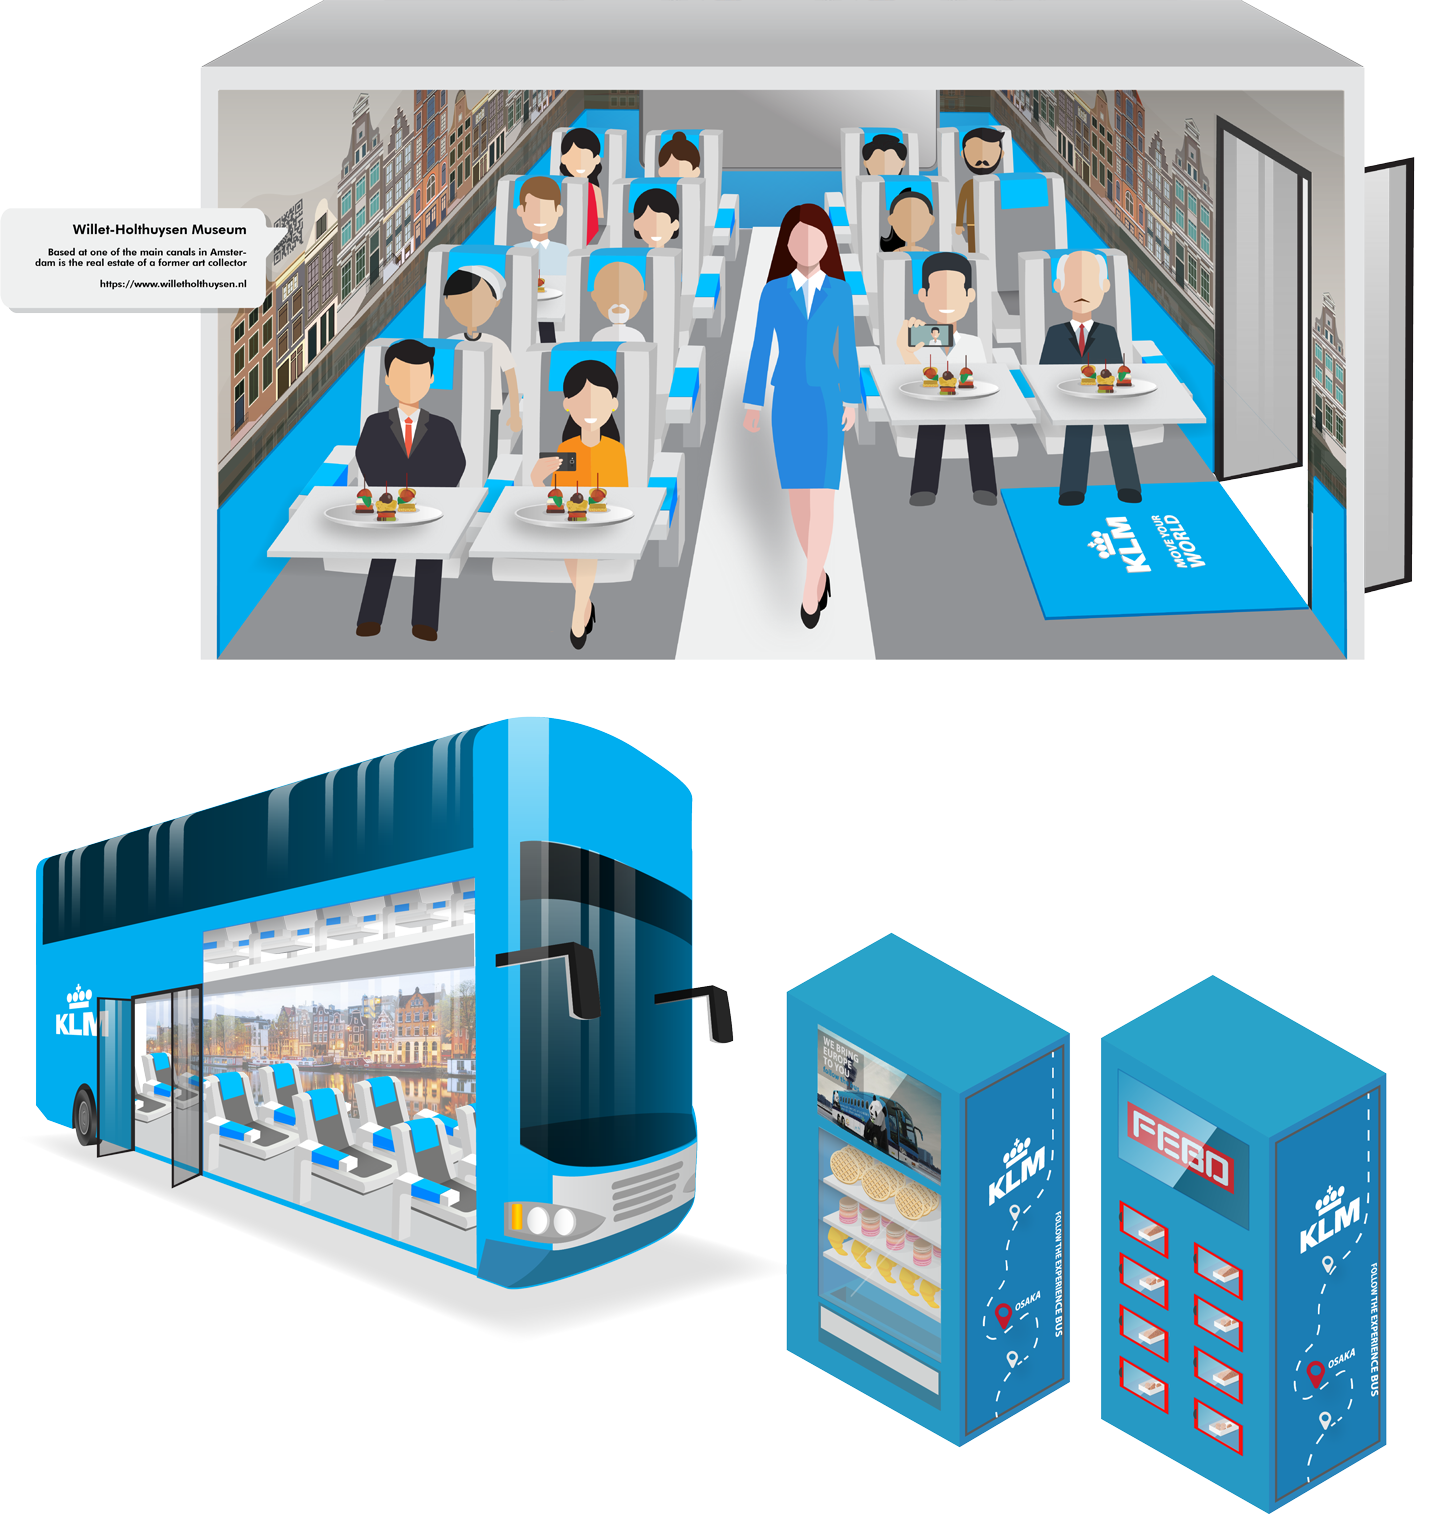 Willet-Holthuysen Museum
Based at one of the main canals in Amster-
dam is the real estate of a former art collector
https://www.willetholthuysen.nl
KLM
MOVE YOUR
WORLD
KLM
WE BRING
EUROPE
TO YOU
KLM
OSAKA
FOLLOW THE EXPERIENCE BUS
FEBO
KLM
OSAKA
FOLLOW THE EXPERIENCE BUS